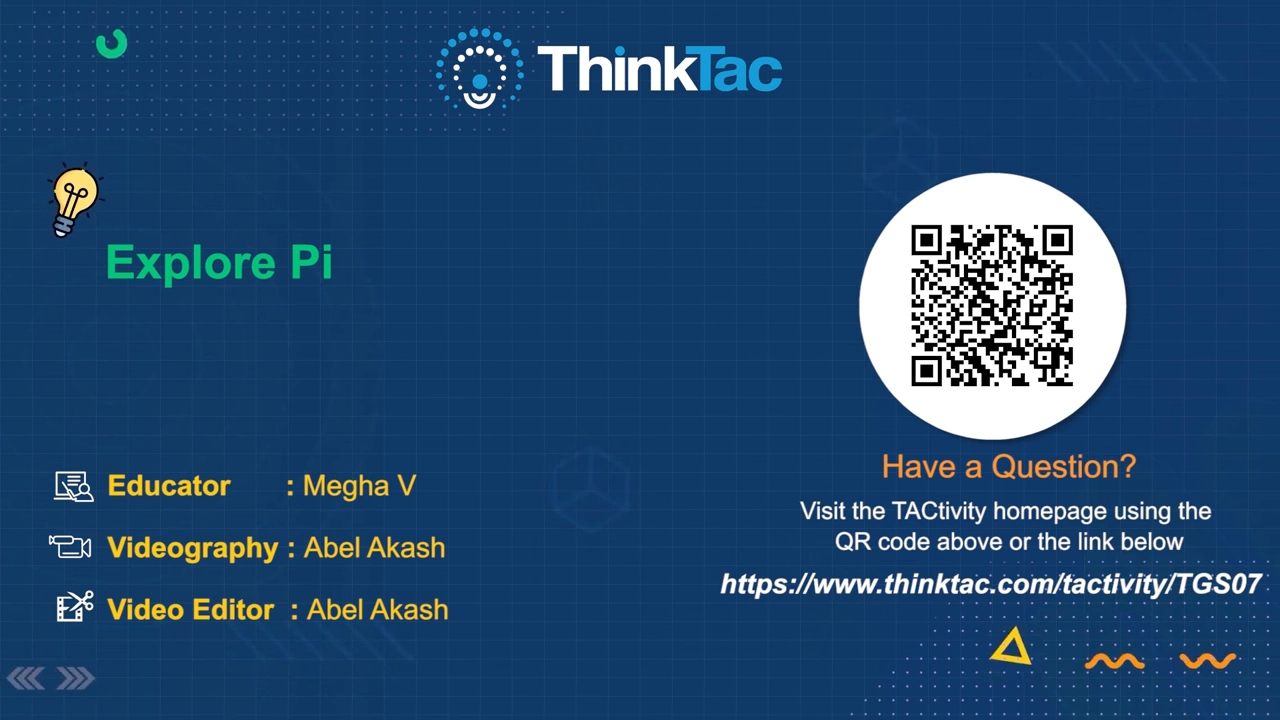 ThinkTac
Explore Pi
Educator : Megha V
Videography : Abel Akash
Video Editor : Abel Akash
Have a Question?
Visit the TACtivity homepage using the
QR code above or the link below
https://www.thinktac.com/tactivity/TGS07